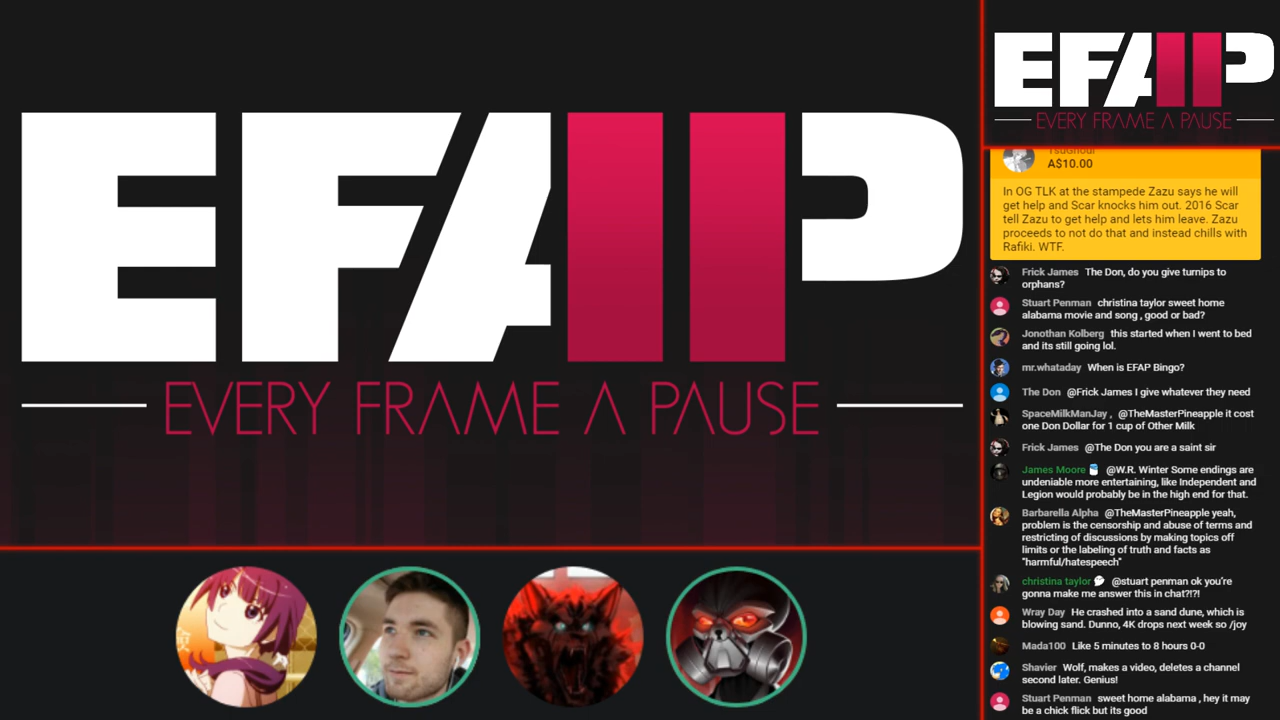 EFAP
EVERY FRAME A PAUSE
EFAP
EVERY FRAME A PAUSE
A$10.00
In OG TLK at the stampede Zazu says he will
get help and Scar knocks him out. 2016 Scar
tell Zazu to get help and lets him leave. Zazu
proceeds to not do that and instead chills with
Rafiki. WTF.
Frick James The Don, do you give turnips to
orphans?
Stuart Penman christina taylor sweet home
alabama movie and song , good or bad?
Jonothan Kolberg this started when I went to bed
and its still going lol.
mr.whataday When is EFAP Bingo?
The Don @Frick James I give whatever they need
SpaceMilkManJay , @TheMasterPineapple it cost
one Don Dollar for 1 cup of Other Milk
Frick James @The Don you are a saint sir
James Moore @W.R. Winter Some endings are
undeniable more entertaining, like Independent and
Legion would probably be in the high end for that.
Barbarella Alpha @TheMasterPineapple yeah,
problem is the censorship and abuse of terms and
restricting of discussions by making topics off
limits or the labeling of truth and facts as
"harmful/hatespeech"
christina taylor @stuart penman ok you're
gonna make me answer this in chat?!?!
Wray Day He crashed into a sand dune, which is
blowing sand. Dunno, 4K drops next week so /joy
Mada100 Like 5 minutes to 8 hours 0-0
Shavier Wolf, makes a video, deletes a channel
second later. Genius!
Stuart Penman sweet home alabama , hey it may
be a chick flick but its good